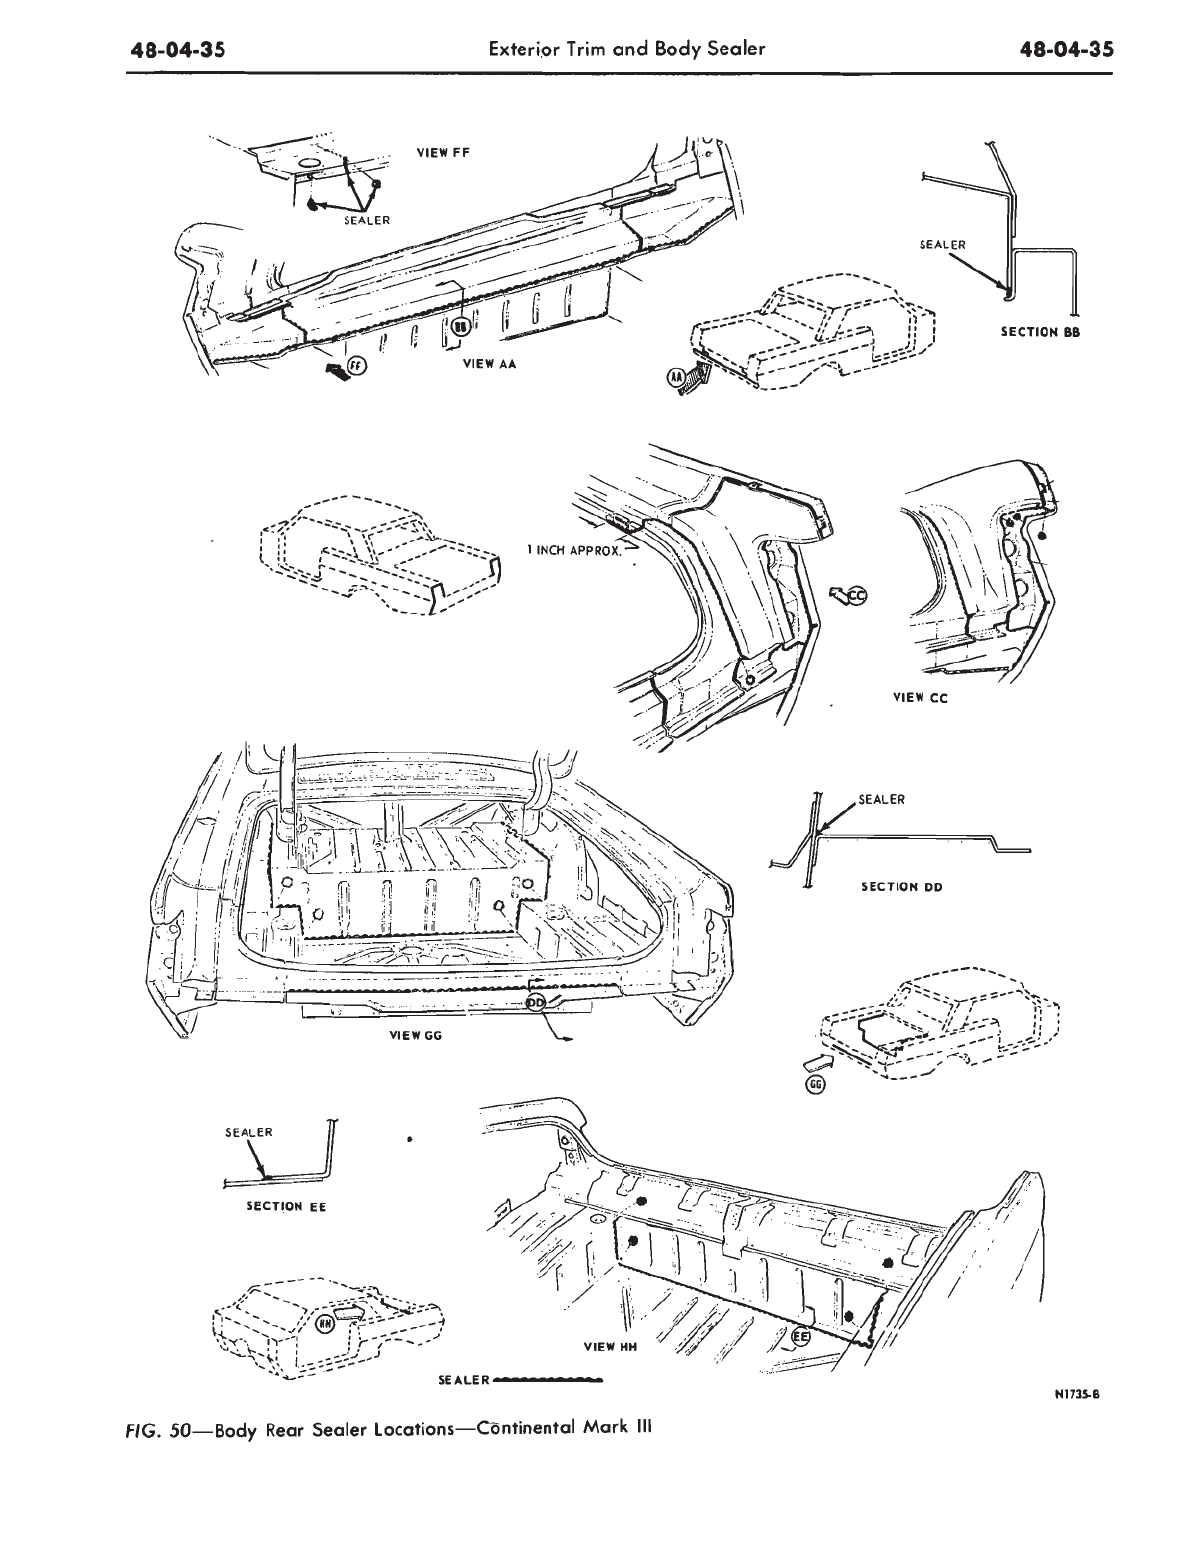 48-04-35 Exterior Trim and Body Sealer 48-04-35
VIEW FF
SEALER
SEALER
SECTION BB
BB
FF
VIEW AA
AA
1 INCH APPROX.
CC
VIEW CC
SEALER
SECTION DD
DD
VIEW GG
GG
SEALER
SECTION EE
HH
EE
VIEW HH
SEALER
N1735-B
FIG. 50—Body Rear Sealer Locations—Continental Mark III